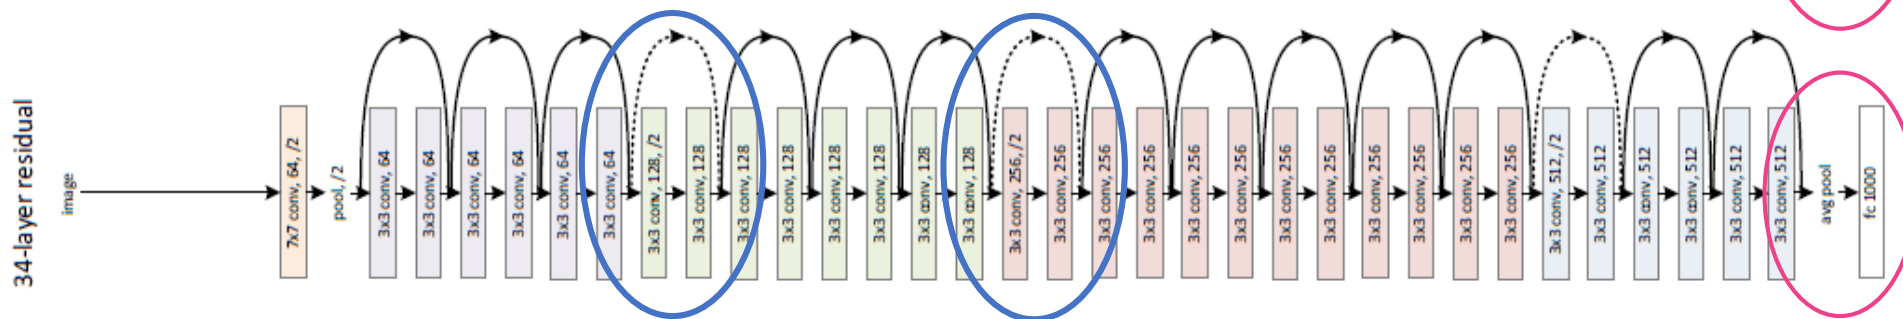 34-layer residual
image
7x7 conv, 64, /2
pool, /2
3x3 conv, 64
3x3 conv, 64
3x3 conv, 64
3x3 conv, 64
3x3 conv, 64
3x3 conv, 64
3x3 conv, 128, /2
3x3 conv, 128
3x3 conv, 128
3x3 conv, 128
3x3 conv, 128
3x3 conv, 128
3x3 conv, 128
3x3 conv, 128
3x3 conv, 256, /2
3x3 conv, 256
3x3 conv, 256
3x3 conv, 256
3x3 conv, 256
3x3 conv, 256
3x3 conv, 256
3x3 conv, 256
3x3 conv, 256
3x3 conv, 256
3x3 conv, 256
3x3 conv, 256
3x3 conv, 512, /2
3x3 conv, 512
3x3 conv, 512
3x3 conv, 512
3x3 conv, 512
3x3 conv, 512
avg pool
fc 1000